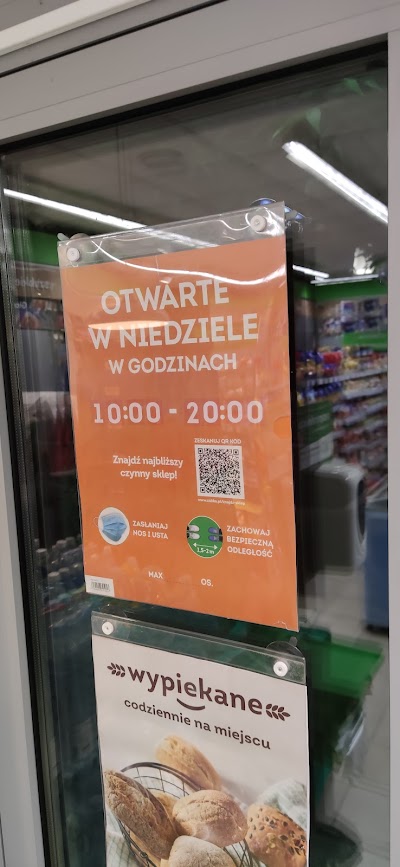 OTWARTE
W NIEDZIELE
W GODZINACH
10:00 - 20:00
ZESKANUJ QR KOD
Znajdź najbliższy
czynny sklep!
ZASŁANIAJ
NOS I USTA
1,5-2m
ZACHOWAJ
BEZPIECZNĄ
ODLEGŁOŚĆ
MAX. OS.
wypiekane
codziennie na miejscu